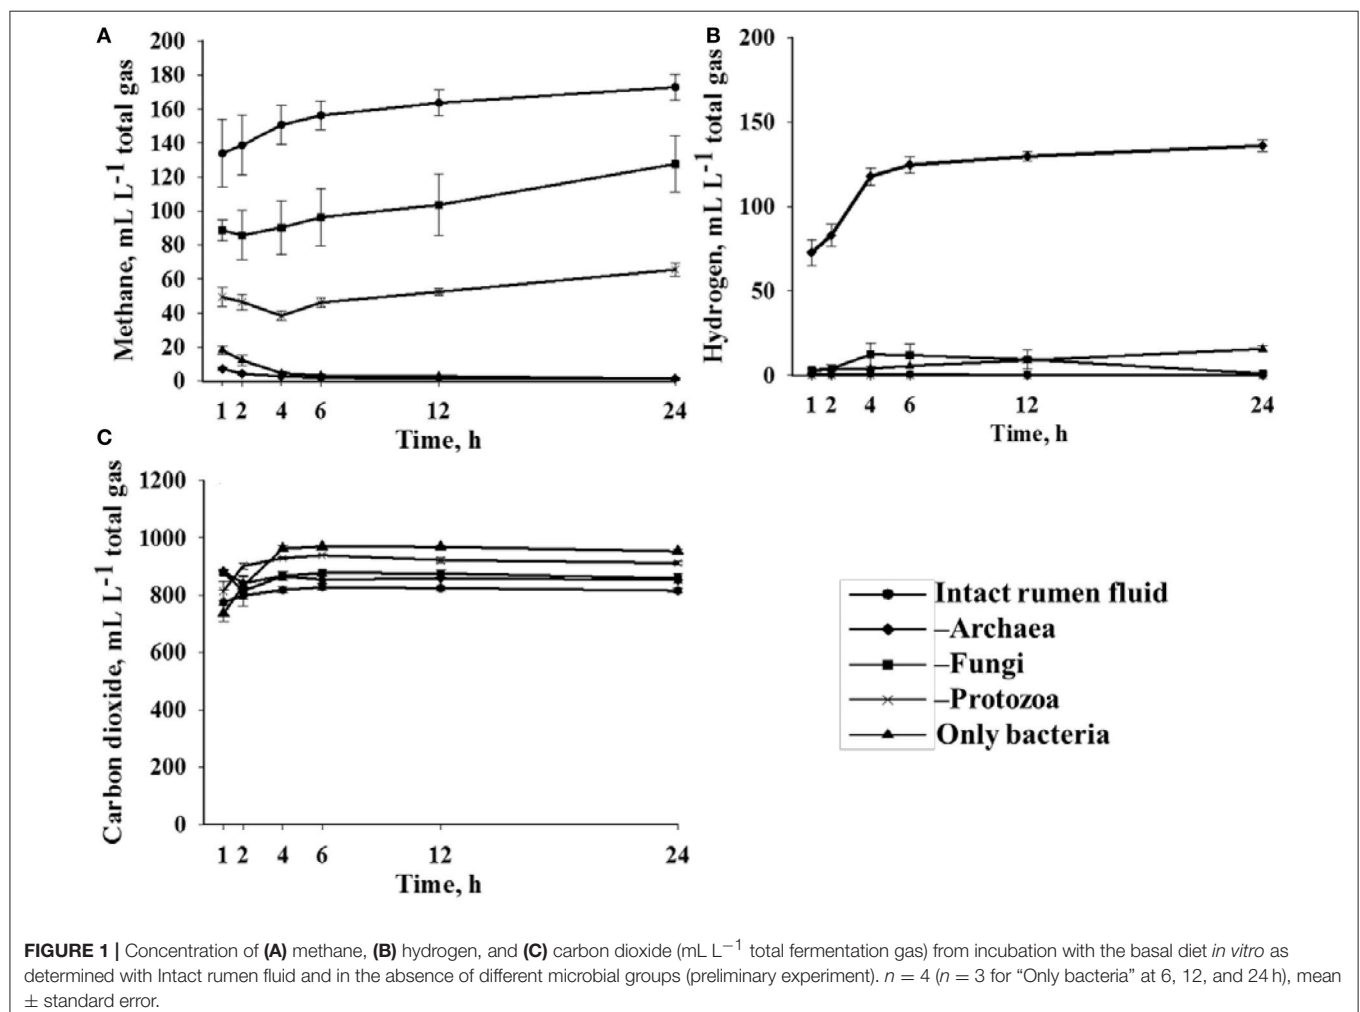 A
200
180
160
140
120
100
80
60
40
20
0
Methane, mL L-1 total gas
1 2 4 6 12 24
Time, h
B
200
150
100
50
0
Hydrogen, mL L-1 total gas
1 2 4 6 12 24
Time, h
C
1200
1000
800
600
400
200
0
Carbon dioxide, mL L-1 total gas
1 2 4 6 12 24
Time, h
Intact rumen fluid
–Archaea
–Fungi
–Protozoa
Only bacteria
FIGURE 1 | Concentration of (A) methane, (B) hydrogen, and (C) carbon dioxide (mL L−1 total fermentation gas) from incubation with the basal diet in vitro as
determined with Intact rumen fluid and in the absence of different microbial groups (preliminary experiment). n = 4 (n = 3 for “Only bacteria” at 6, 12, and 24 h), mean
± standard error.